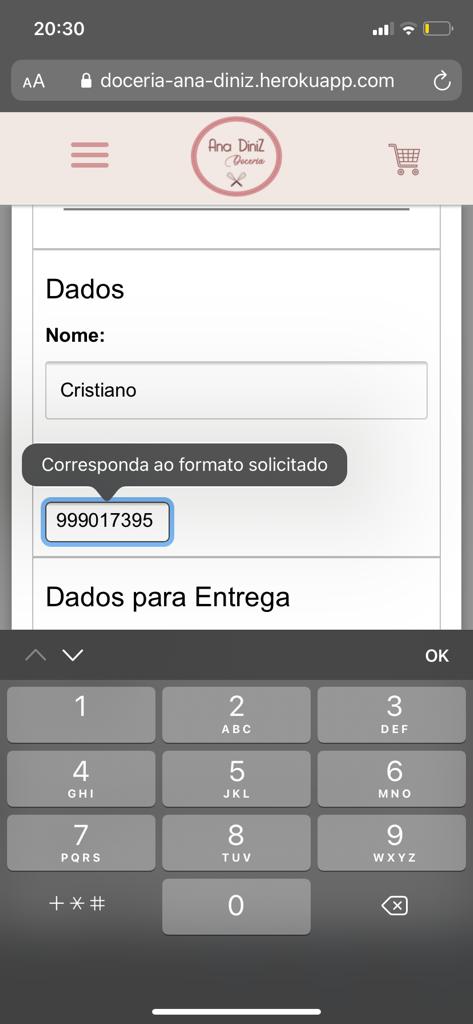 20:30
AA doceria-ana-diniz.herokuapp.com
Ana Diniz
Doceria
Dados
Nome:
Cristiano
Corresponda ao formato solicitado
999017395
Dados para Entrega
OK
1
2
ABC
3
DEF
4
GHI
5
JKL
6
MNO
7
PQRS
8
TUV
9
WXYZ
+*#
0